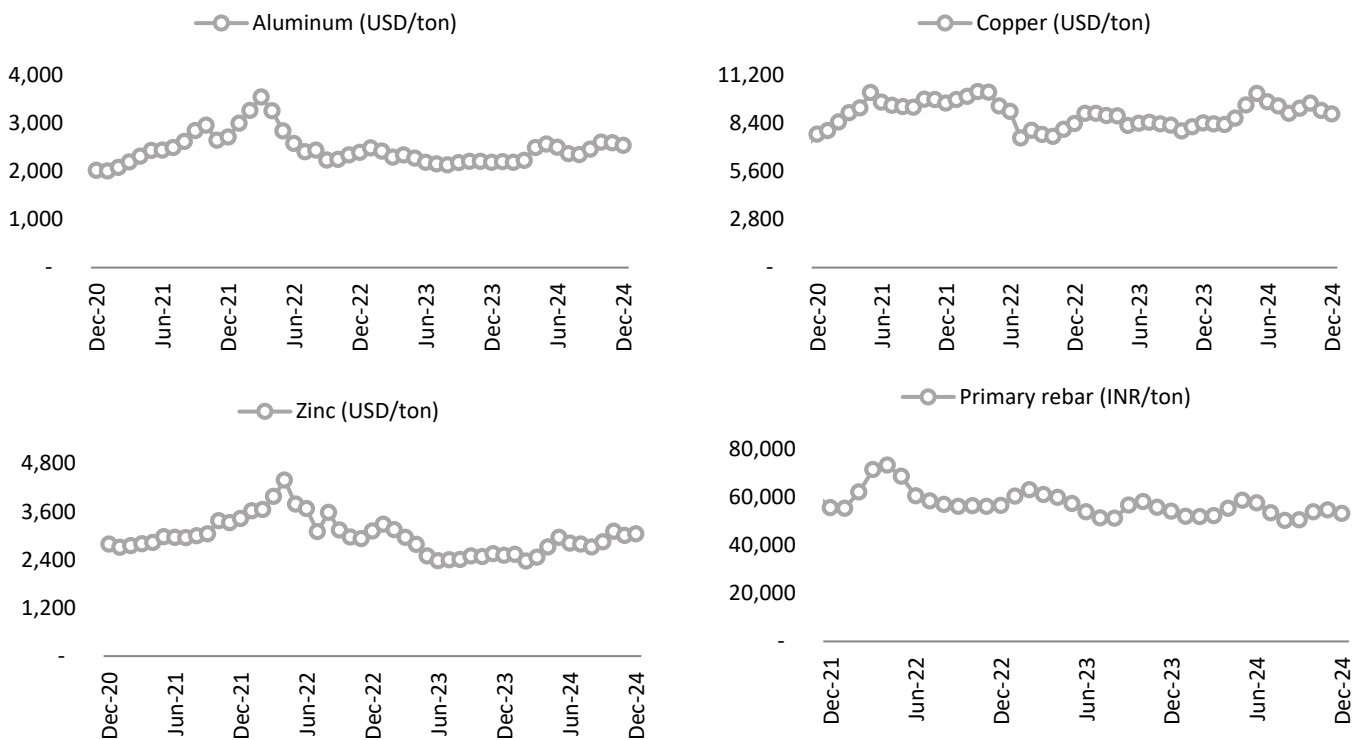 Aluminum (USD/ton)
4,000
3,000
2,000
1,000
-
Dec-20
Jun-21
Dec-21
Jun-22
Dec-22
Jun-23
Dec-23
Jun-24
Dec-24
Copper (USD/ton)
11,200
8,400
5,600
2,800
-
Dec-20
Jun-21
Dec-21
Jun-22
Dec-22
Jun-23
Dec-23
Jun-24
Dec-24
Zinc (USD/ton)
4,800
3,600
2,400
1,200
-
Dec-20
Jun-21
Dec-21
Jun-22
Dec-22
Jun-23
Dec-23
Jun-24
Dec-24
Primary rebar (INR/ton)
80,000
60,000
40,000
20,000
-
Dec-21
Jun-22
Dec-22
Jun-23
Dec-23
Jun-24
Dec-24